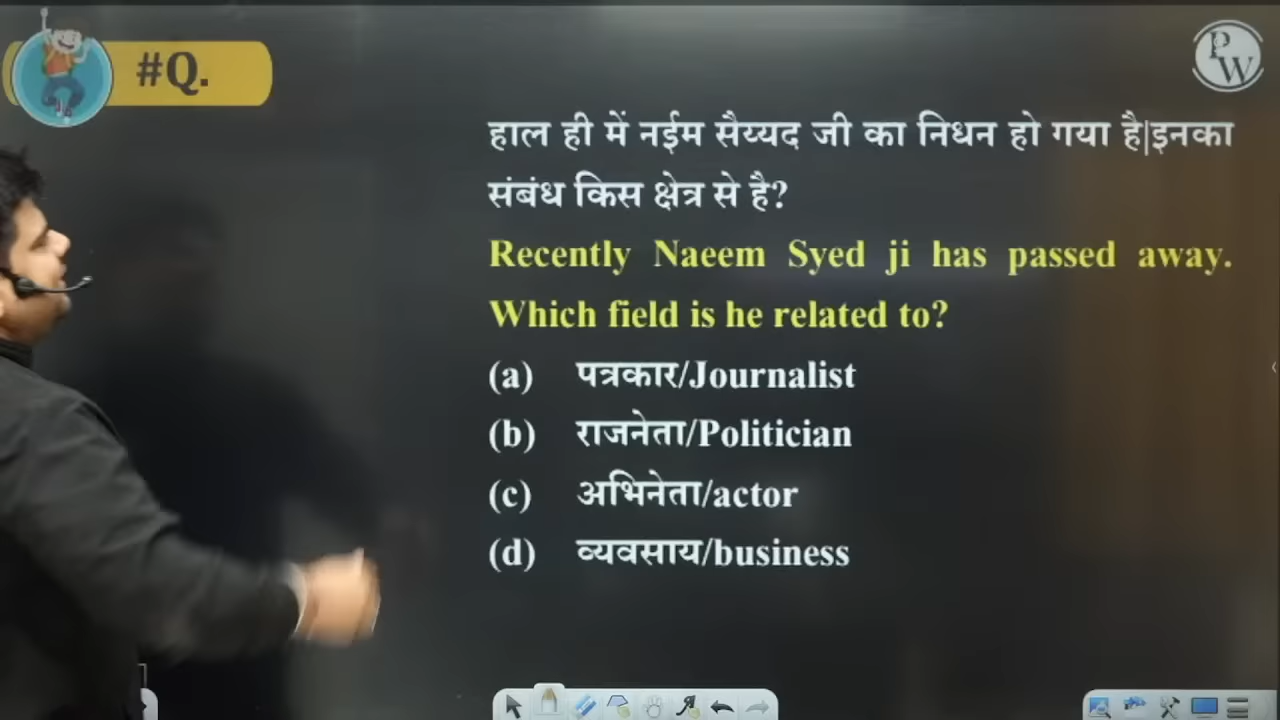 #Q.
PW
हाल ही में नईम सैय्यद जी का निधन हो गया है|इनका
संबंध किस क्षेत्र से है?
Recently Naeem Syed ji has passed away.
Which field is he related to?
(a) पत्रकार/Journalist
(b) राजनेता/Politician
(c) अभिनेता/actor
(d) व्यवसाय/business